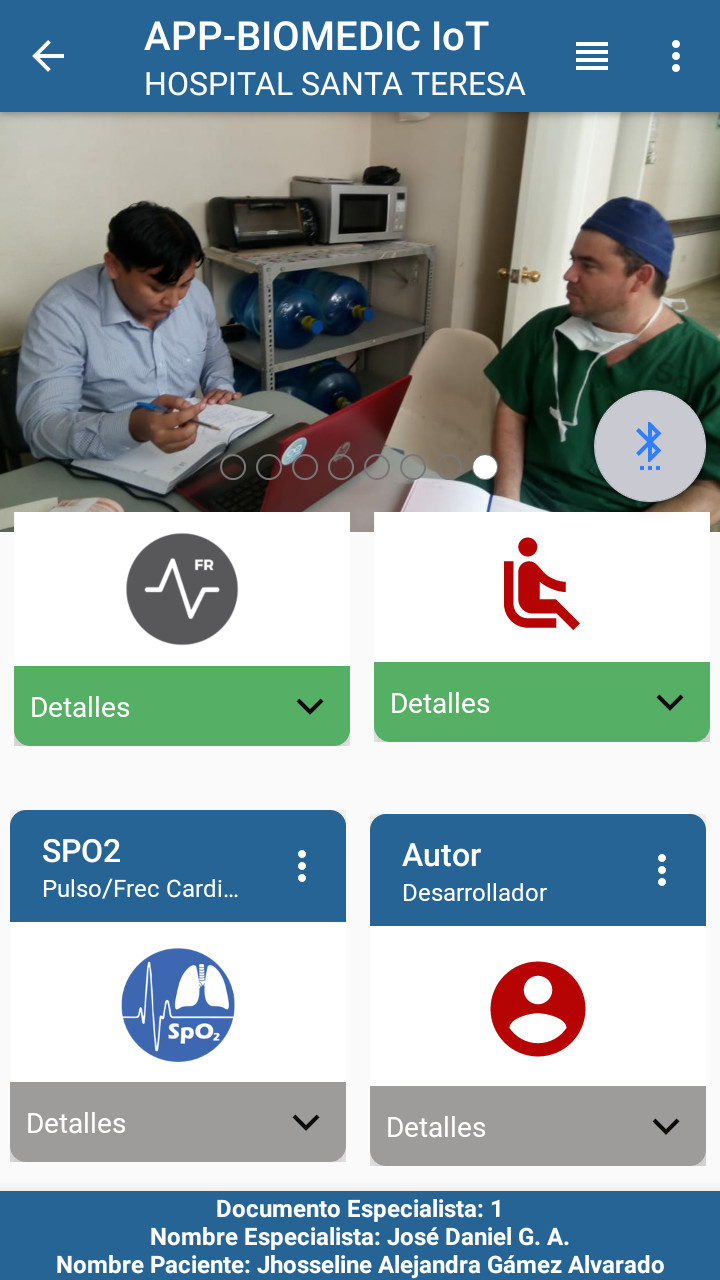 APP-BIOMEDIC IoT
HOSPITAL SANTA TERESA
FR
Detalles
Detalles
SPO2
Pulso/Frec Cardi...
Autor
Desarrollador
SpO₂
Detalles
Detalles
Documento Especialista: 1
Nombre Especialista: José Daniel G. A.
Nombre Paciente: Jhosseline Alejandra Gámez Alvarado